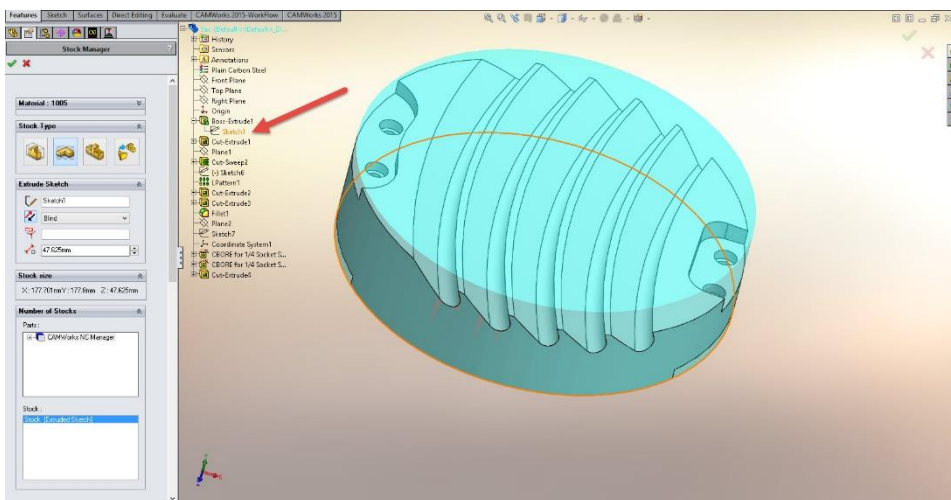 Features Sketch Surfaces Direct Editing Evaluate CAMWorks 2015-WorkFlow CAMWorks 2015
Stock Manager ?
Material : 1005
Stock Type
Extrude Sketch
Sketch1
Blind
47.625mm
Stock size
X: 177.701mm Y: 177.8mm Z: 47.625mm
Number of Stocks
Parts :
CAMWorks NC Manager
Stock :
Stock [Extruded Sketch]
History
Sensors
Annotations
Plain Carbon Steel
Front Plane
Top Plane
Right Plane
Origin
Boss-Extrude1
Sketch1
Cut-Extrude1
Plane1
Cut-Sweep2
(-) Sketch6
LPattern1
Cut-Extrude2
Cut-Extrude3
Fillet1
Plane2
Sketch7
Coordinate System1
CBORE for 1/4 Socket S...
CBORE for 1/4 Socket S...
Cut-Extrude4